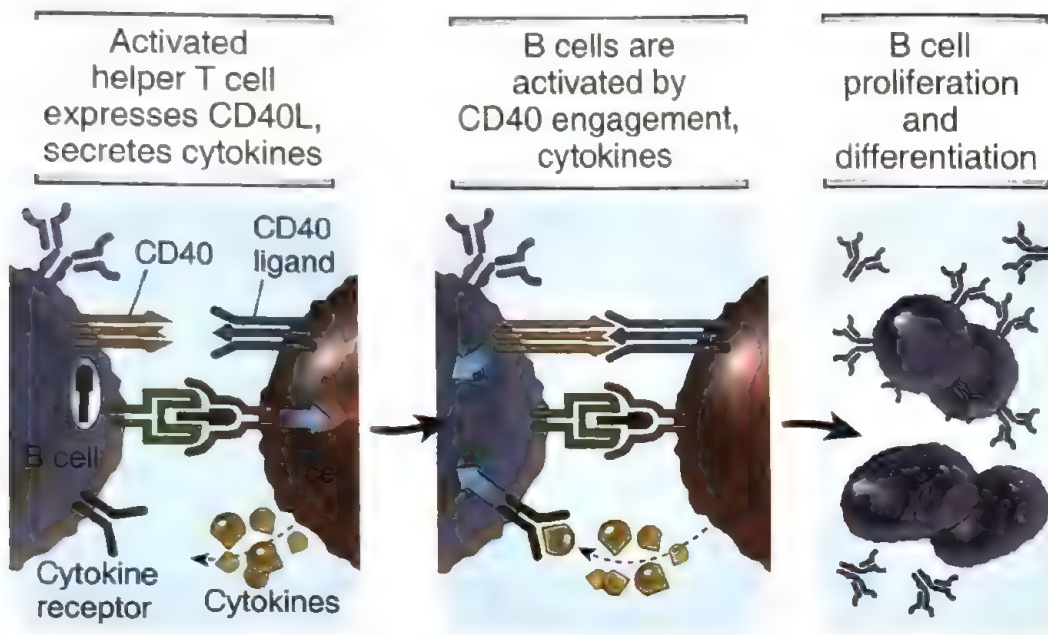 Activated
helper T cell
expresses CD40L,
secretes cytokines
B cells are
activated by
CD40 engagement,
cytokines
B cell
proliferation
and
differentiation
CD40
CD40
ligand
B cell
Cytokine
receptor
Cytokines